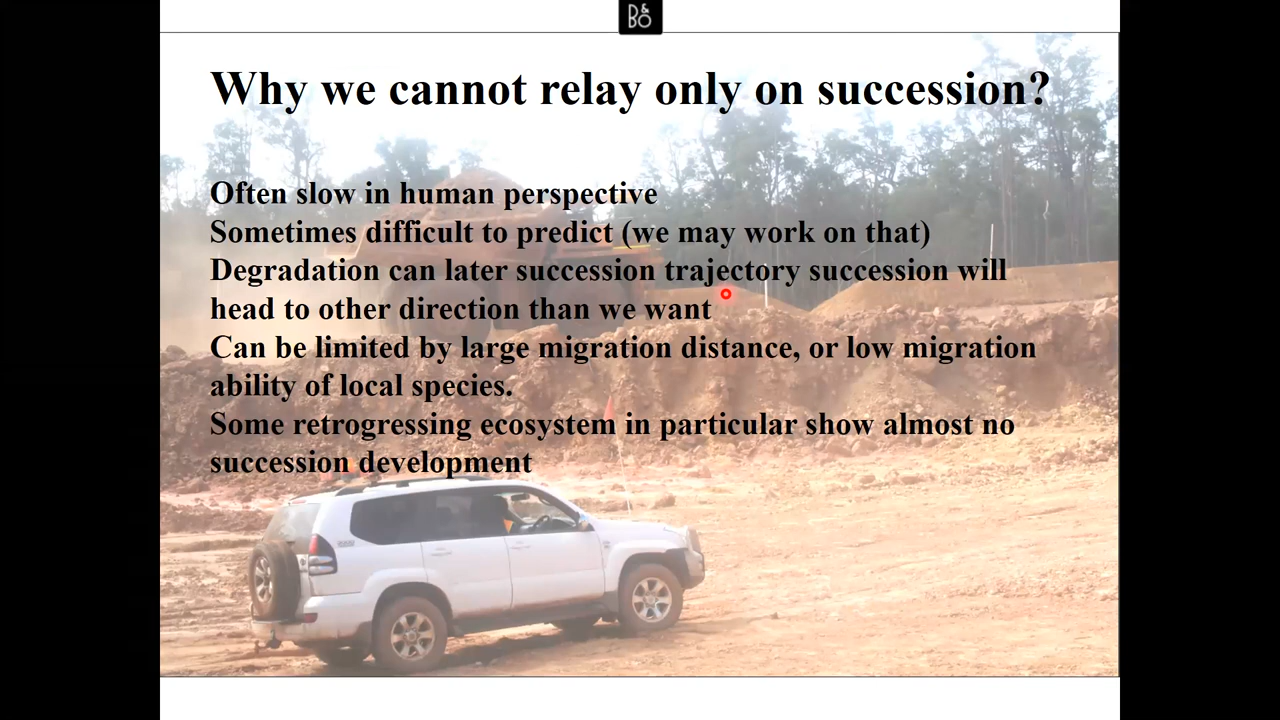 B&O
Why we cannot relay only on succession?
Often slow in human perspective
Sometimes difficult to predict (we may work on that)
Degradation can later succession trajectory succession will
head to other direction than we want
Can be limited by large migration distance, or low migration
ability of local species.
Some retrogressing ecosystem in particular show almost no
succession development